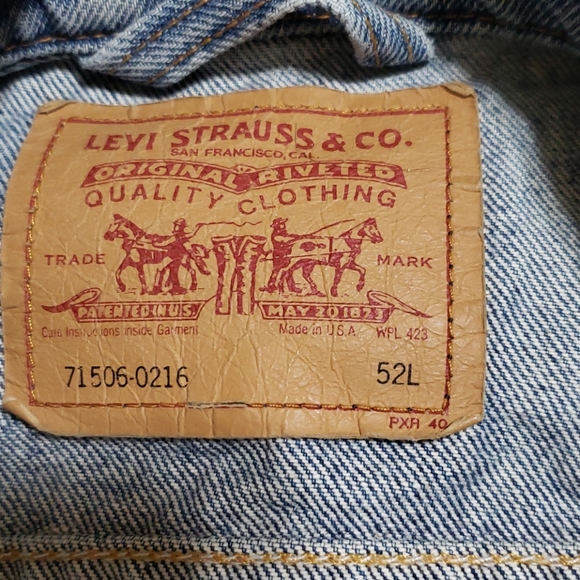 LEVI STRAUSS & CO.
SAN FRANCISCO, CAL.
ORIGINAL RIVETED
QUALITY CLOTHING
TRADE MARK
PATENTED IN U.S. MAY 20 1873
Care Instructions Inside Garment Made in U.S.A. WPL 423
71506-0216 52L
PXR 40